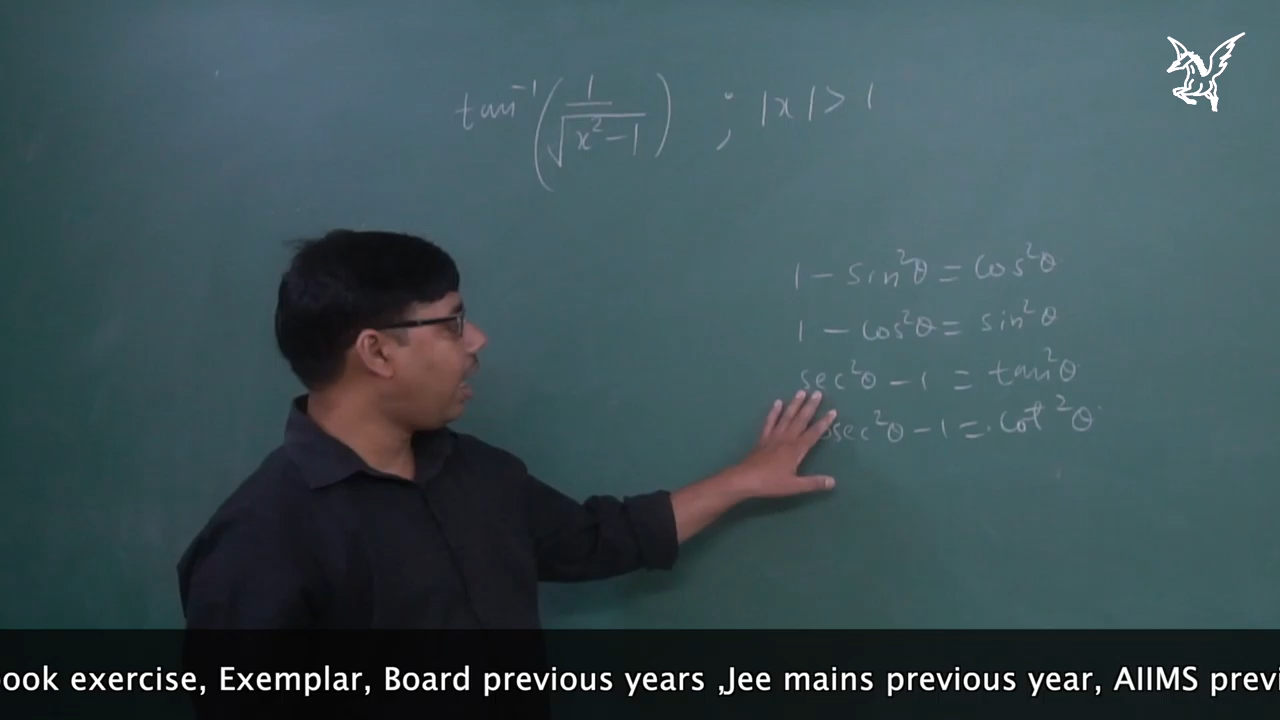 tan⁻¹(1/√(x²-1)) ; |x| > 1
1 - sin²θ = cos²θ
1 - cos²θ = sin²θ
sec²θ - 1 = tan²θ
osec²θ - 1 = cot²θ
ook exercise, Exemplar, Board previous years ,Jee mains previous year, AIIMS previ